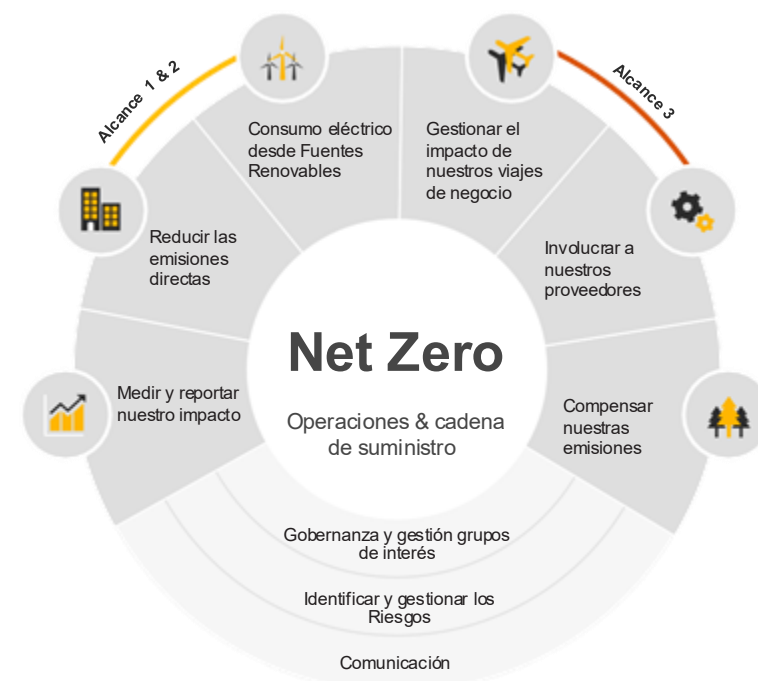 Alcance 1 & 2
Alcance 3
Consumo eléctrico
desde Fuentes
Renovables
Gestionar el
impacto de
nuestros viajes
de negocio
Reducir las
emisiones
directas
Involucrar a
nuestros
proveedores
Medir y reportar
nuestro impacto
Net Zero
Operaciones & cadena
de suministro
Compensar
nuestras
emisiones
Gobernanza y gestión grupos
de interés
Identificar y gestionar los
Riesgos
Comunicación